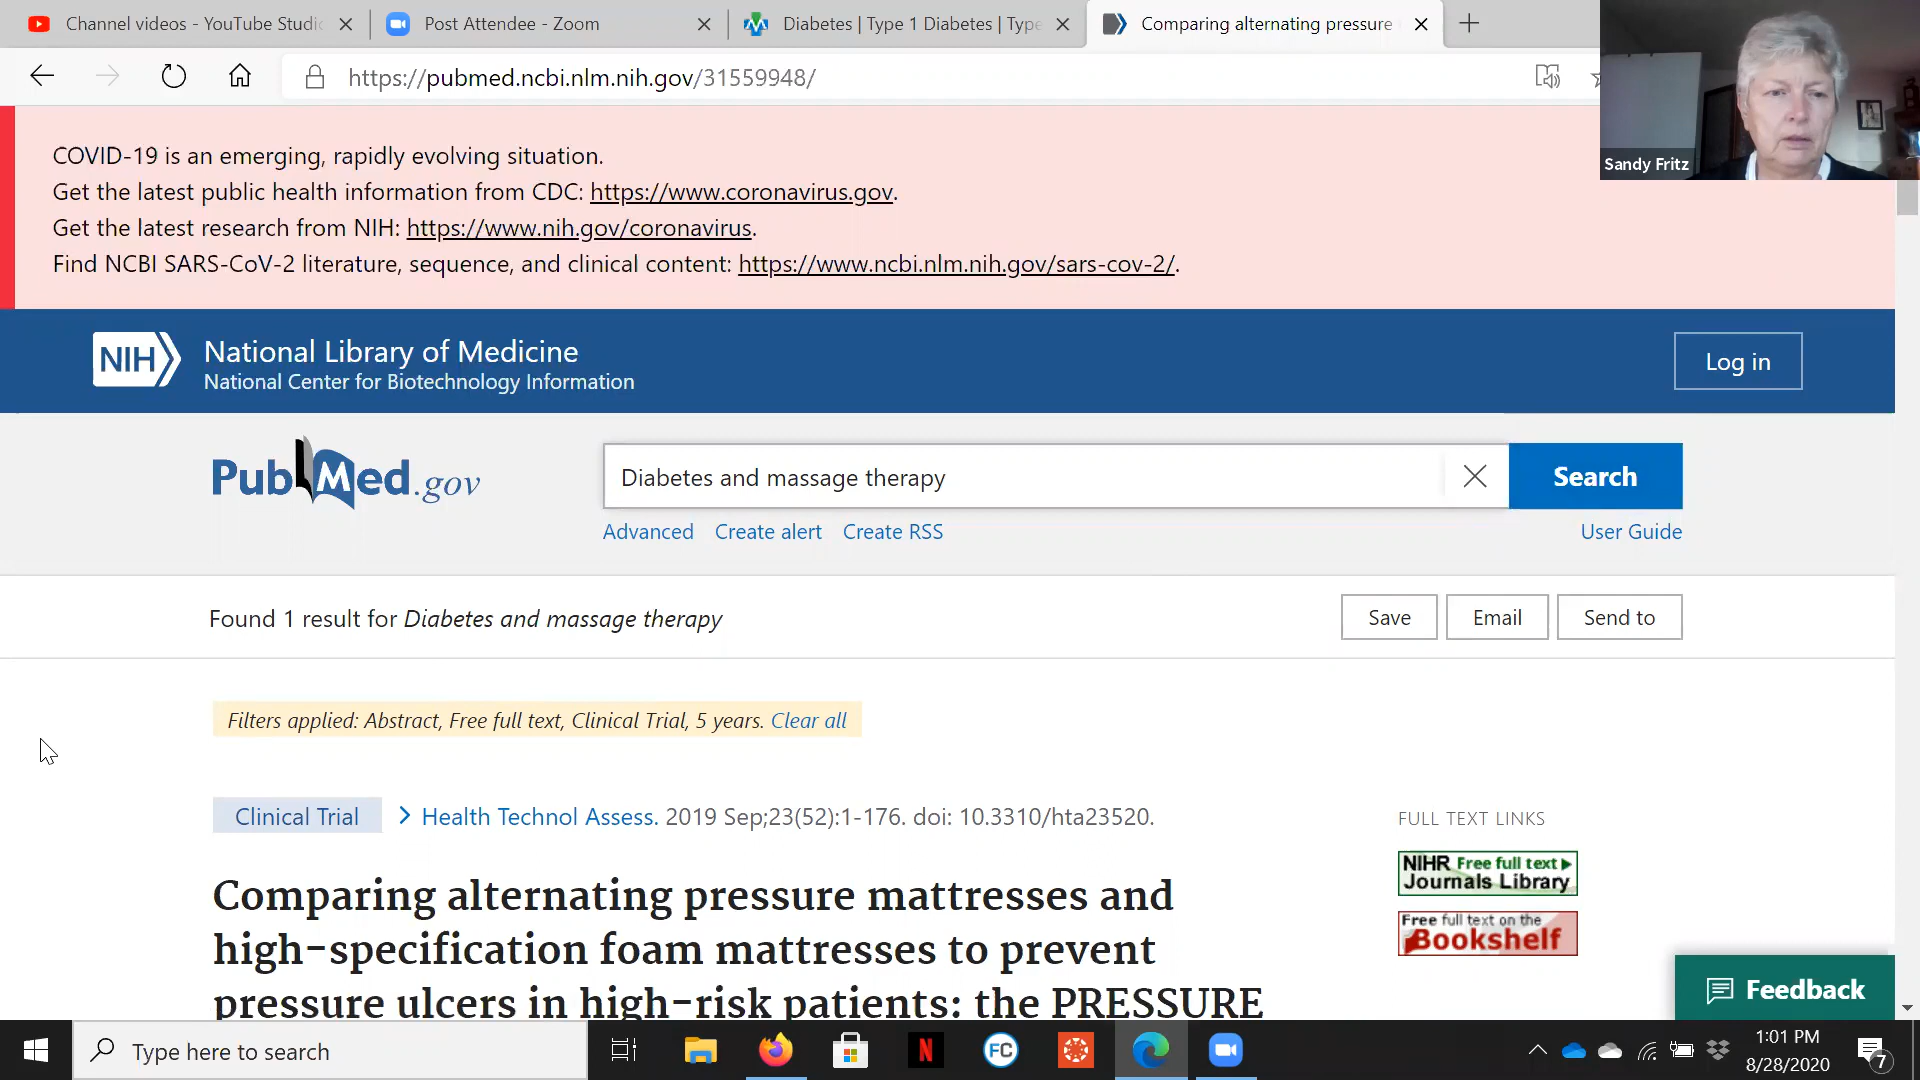 Channel videos - YouTube Studio
Post Attendee - Zoom
Diabetes | Type 1 Diabetes | Type
Comparing alternating pressure
https://pubmed.ncbi.nlm.nih.gov/31559948/
Sandy Fritz
COVID-19 is an emerging, rapidly evolving situation.
Get the latest public health information from CDC: https://www.coronavirus.gov.
Get the latest research from NIH: https://www.nih.gov/coronavirus.
Find NCBI SARS-CoV-2 literature, sequence, and clinical content: https://www.ncbi.nlm.nih.gov/sars-cov-2/.
NIH
National Library of Medicine
National Center for Biotechnology Information
Log in
PubMed.gov
Diabetes and massage therapy
Search
Advanced Create alert Create RSS
User Guide
Found 1 result for Diabetes and massage therapy
Save Email Send to
Filters applied: Abstract, Free full text, Clinical Trial, 5 years. Clear all
Clinical Trial
Health Technol Assess. 2019 Sep;23(52):1-176. doi: 10.3310/hta23520.
Comparing alternating pressure mattresses and
high-specification foam mattresses to prevent
pressure ulcers in high-risk patients: the PRESSURE
FULL TEXT LINKS
NIHR Free full text
Journals Library
Free full text on the
Bookshelf
Feedback
Type here to search
N
FC
1:01 PM
8/28/2020
7